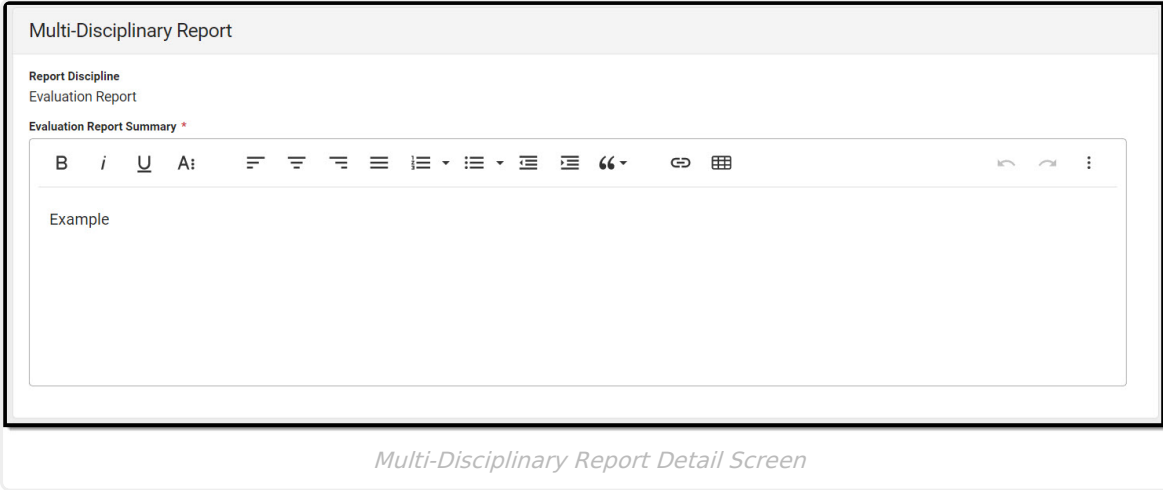 Multi-Disciplinary Report
Report Discipline
Evaluation Report
Evaluation Report Summary *
B i U A
Example
Multi-Disciplinary Report Detail Screen